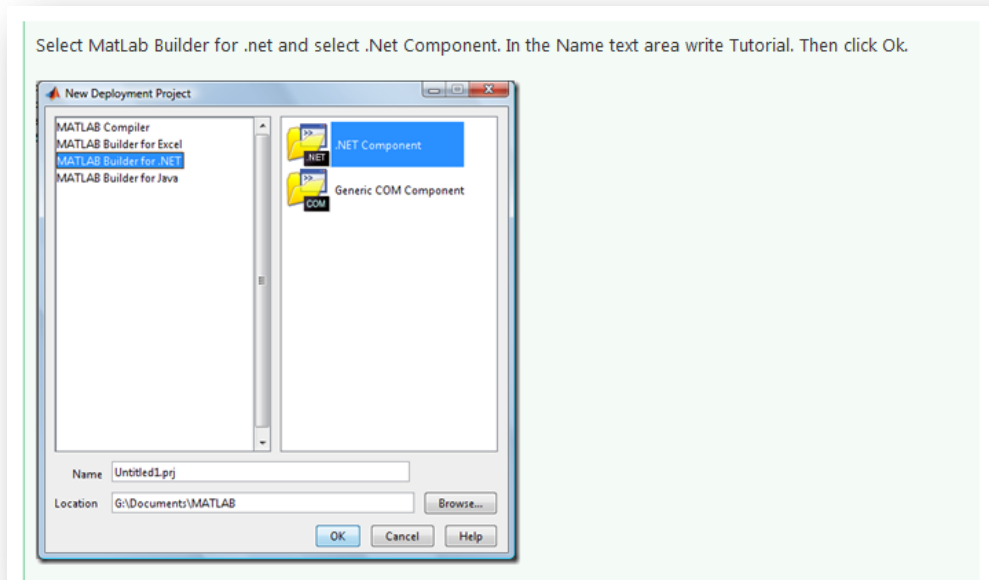 Select MatLab Builder for .net and select .Net Component. In the Name text area write Tutorial. Then click Ok.
New Deployment Project
MATLAB Compiler
MATLAB Builder for Excel
MATLAB Builder for .NET
MATLAB Builder for Java
.NET
.NET Component
COM
Generic COM Component
Name Untitled1.prj
Location G:\Documents\MATLAB Browse...
OK Cancel Help